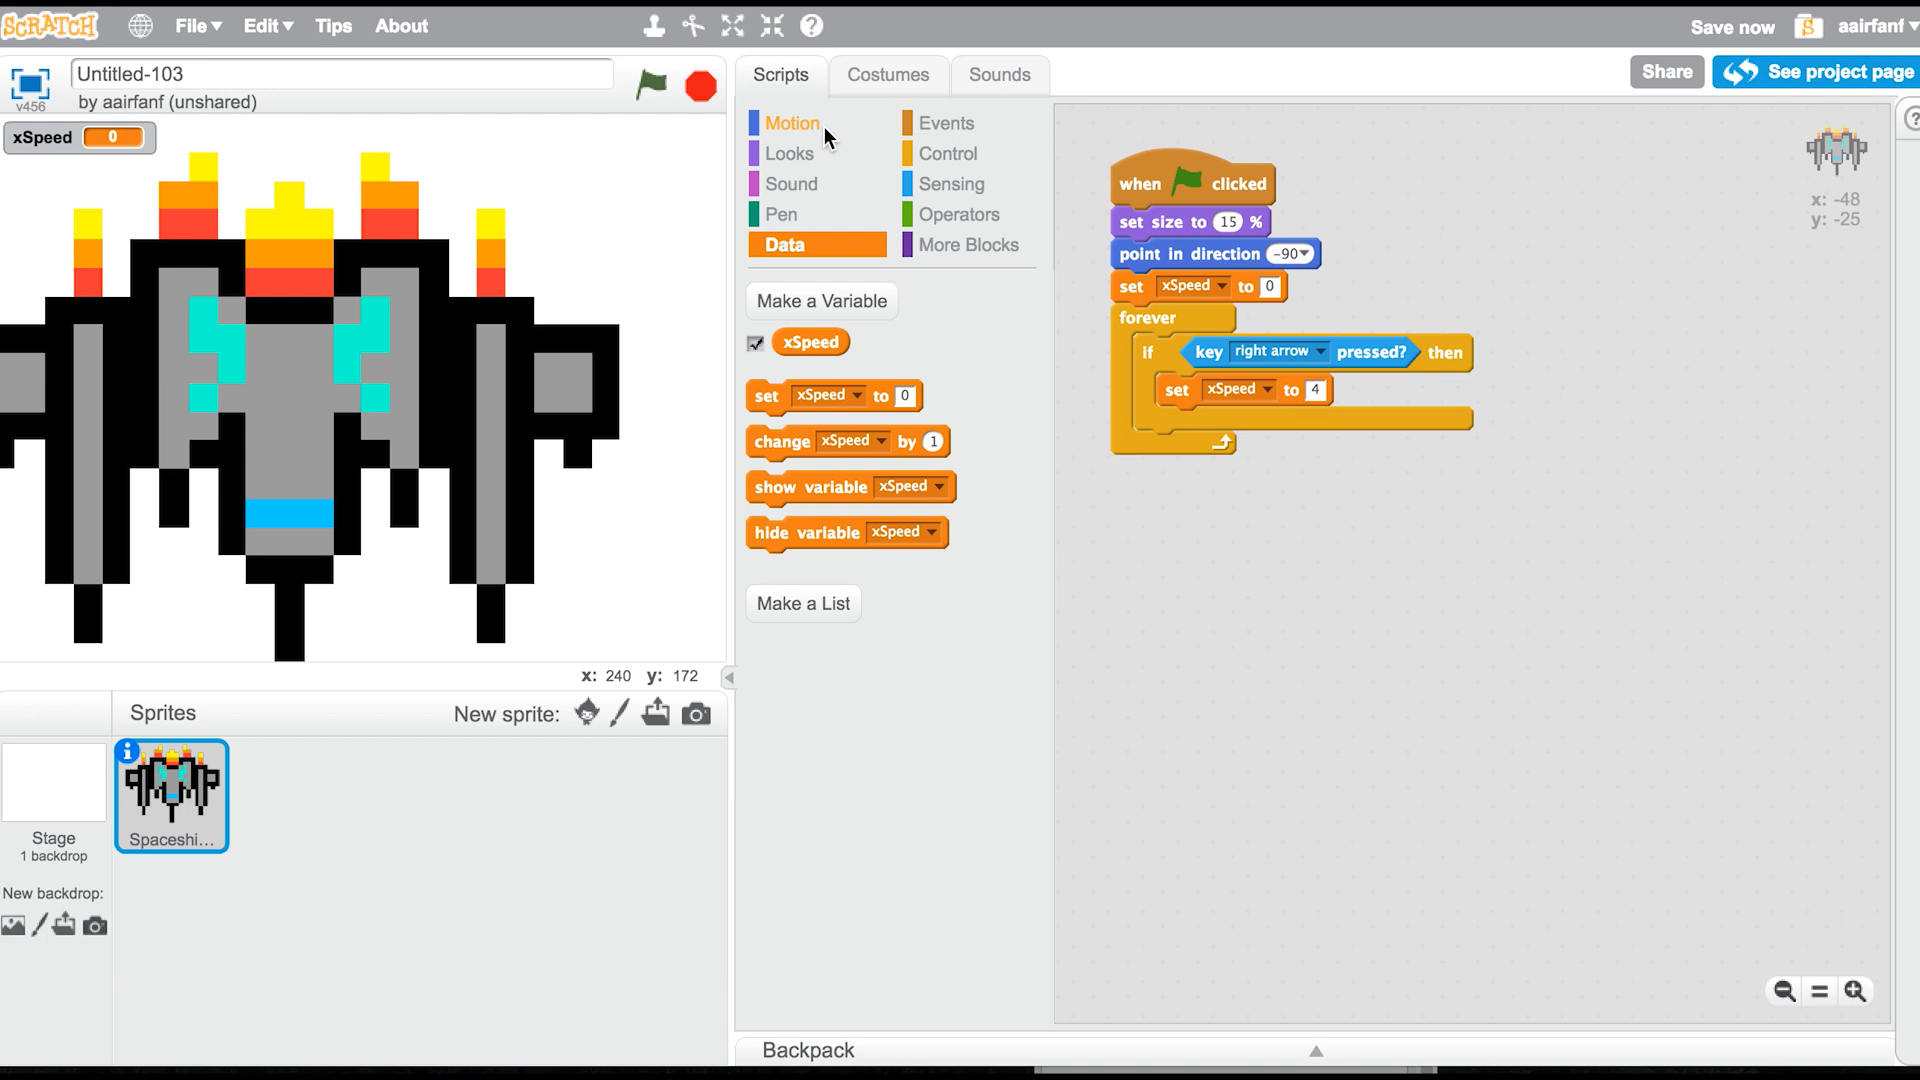 SCRATCH File Edit Tips About Save now aairfanf
v456
Untitled-103
by aairfanf (unshared)
Scripts Costumes Sounds
Share See project page
xSpeed 0
Motion Events
Looks Control
Sound Sensing
Pen Operators
Data More Blocks
Make a Variable
xSpeed
set xSpeed to 0
change xSpeed by 1
show variable xSpeed
hide variable xSpeed
Make a List
when clicked
set size to 15 %
point in direction -90
set xSpeed to 0
forever
if key right arrow pressed? then
set xSpeed to 4
x: -48
y: -25
x: 240 y: 172
Sprites New sprite:
Spaceshi...
Stage
1 backdrop
New backdrop:
Backpack